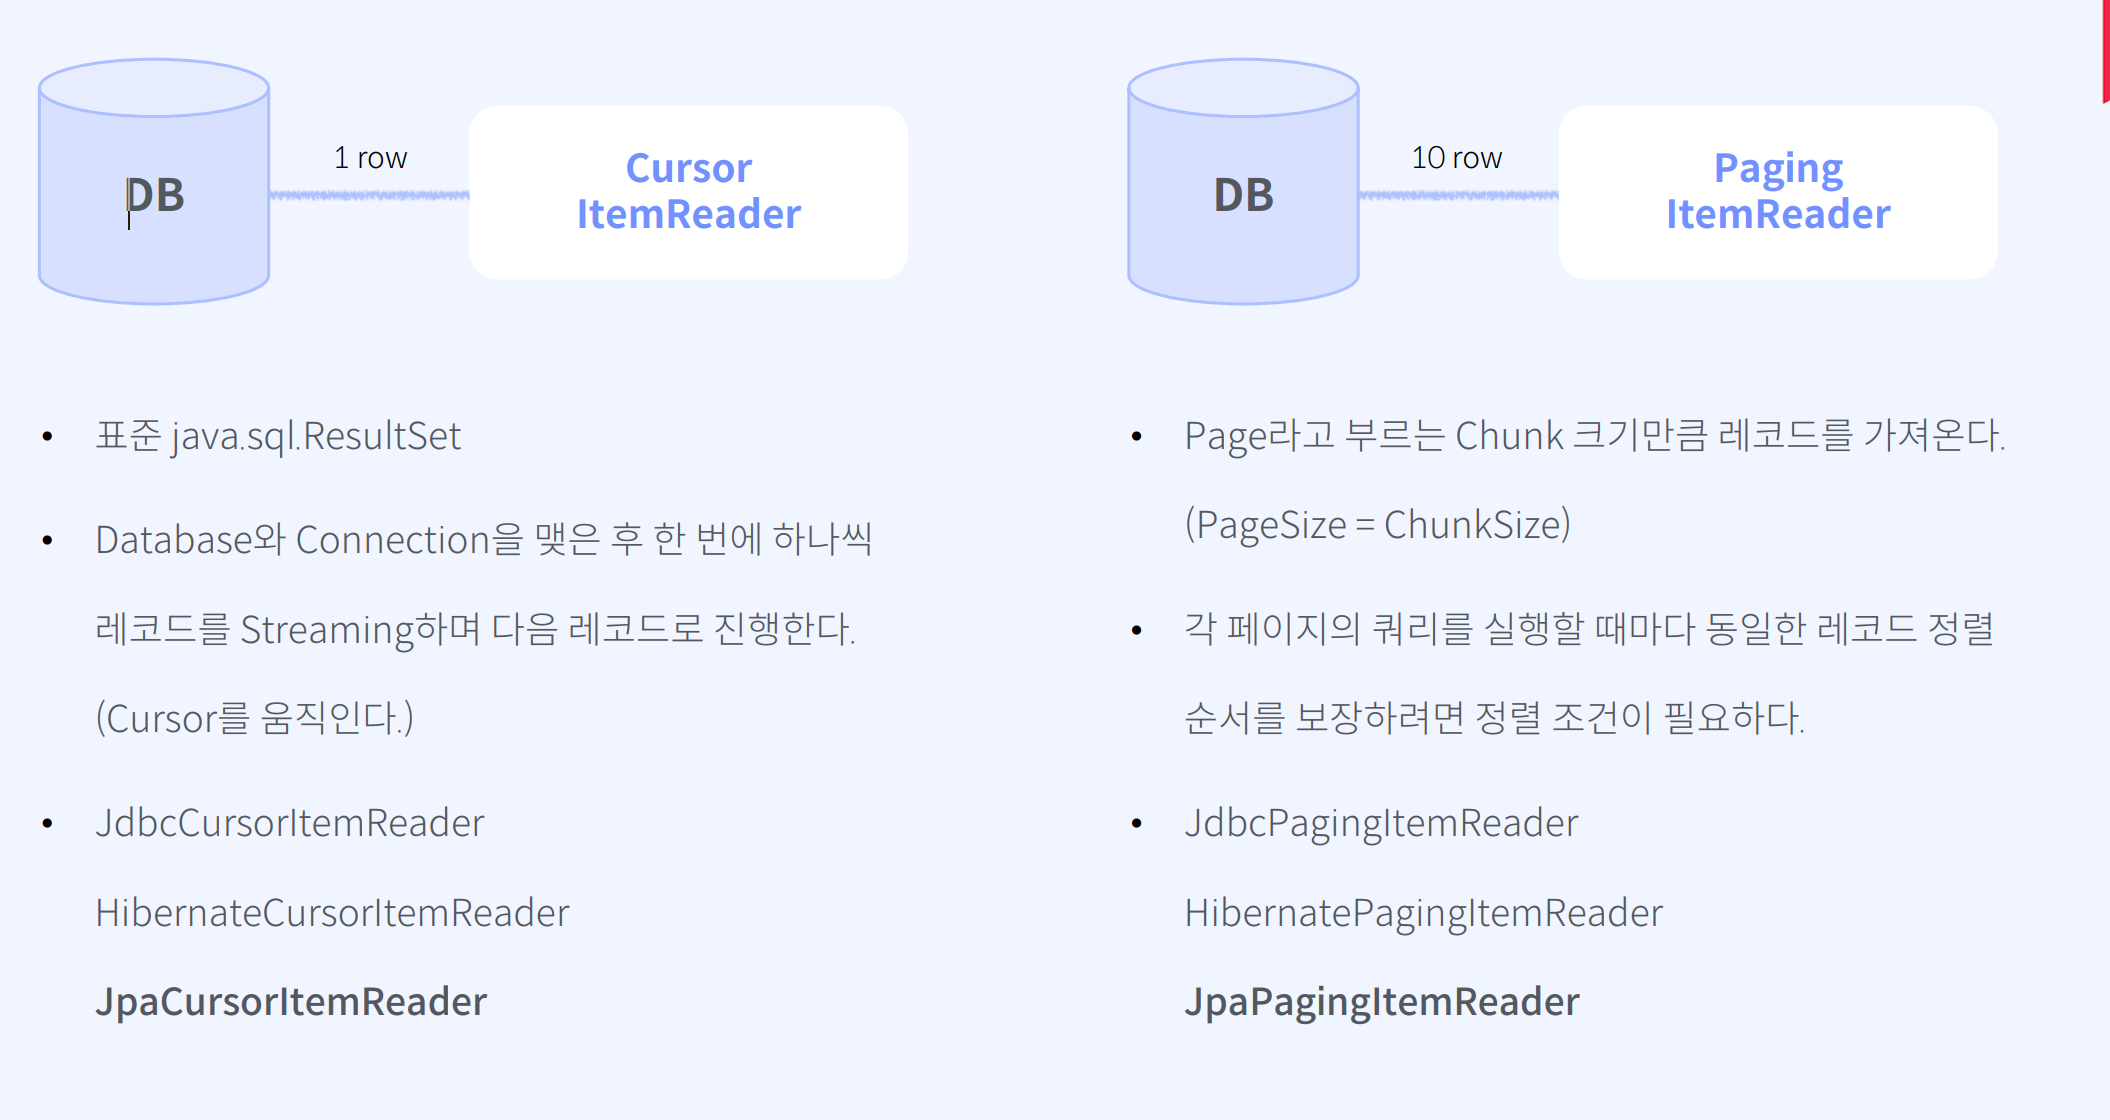 DB
1 row
Cursor
ItemReader
• 표준 java.sql.ResultSet
• Database와 Connection을 맺은 후 한 번에 하나씩
레코드를 Streaming하며 다음 레코드로 진행한다.
(Cursor를 움직인다.)
• JdbcCursorItemReader
HibernateCursorItemReader
JpaCursorItemReader
DB
10 row
Paging
ItemReader
• Page라고 부르는 Chunk 크기만큼 레코드를 가져온다.
(PageSize = ChunkSize)
• 각 페이지의 쿼리를 실행할 때마다 동일한 레코드 정렬
순서를 보장하려면 정렬 조건이 필요하다.
• JdbcPagingItemReader
HibernatePagingItemReader
JpaPagingItemReader